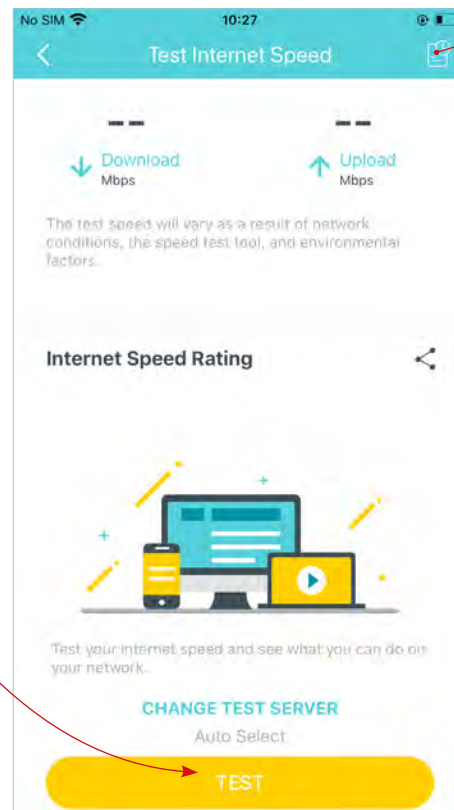 No SIM 10:27
Test Internet Speed
-- --
Download Upload
Mbps Mbps
The test speed will vary as a result of network
conditions, the speed test tool, and environmental
factors.
Internet Speed Rating
Test your internet speed and see what you can do on
your network.
CHANGE TEST SERVER
Auto Select
TEST